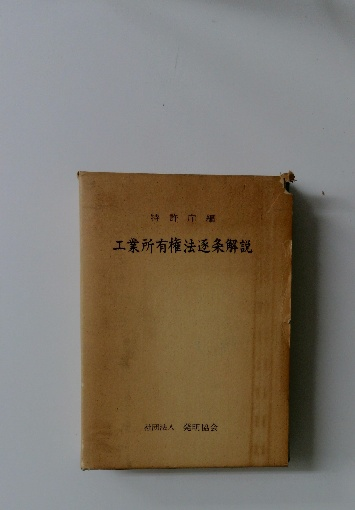 特許庁編
工業所有権法逐条解説
社団法人 発明協会